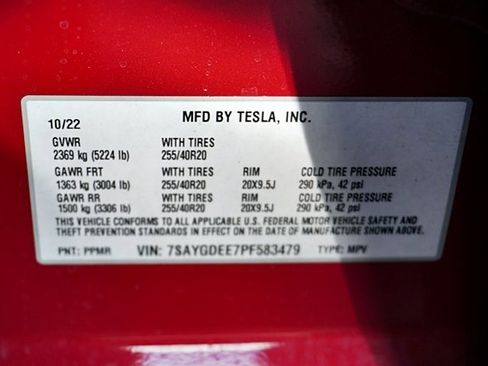 10/22 MFD BY TESLA, INC.
GVWR WITH TIRES
2369 kg (5224 lb) 255/40R20
GAWR FRT WITH TIRES RIM COLD TIRE PRESSURE
1363 kg (3004 lb) 255/40R20 20X9.5J 290 kPa, 42 psi
GAWR RR WITH TIRES RIM COLD TIRE PRESSURE
1500 kg (3306 lb) 255/40R20 20X9.5J 290 kPa, 42 psi
THIS VEHICLE CONFORMS TO ALL APPLICABLE U.S. FEDERAL MOTOR VEHICLE SAFETY AND
THEFT PREVENTION STANDARDS IN EFFECT ON THE DATE OF MANUFACTURE SHOWN ABOVE.
PNT: PPMR VIN: 7SAYGDEE7PF583479 TYPE: MPV